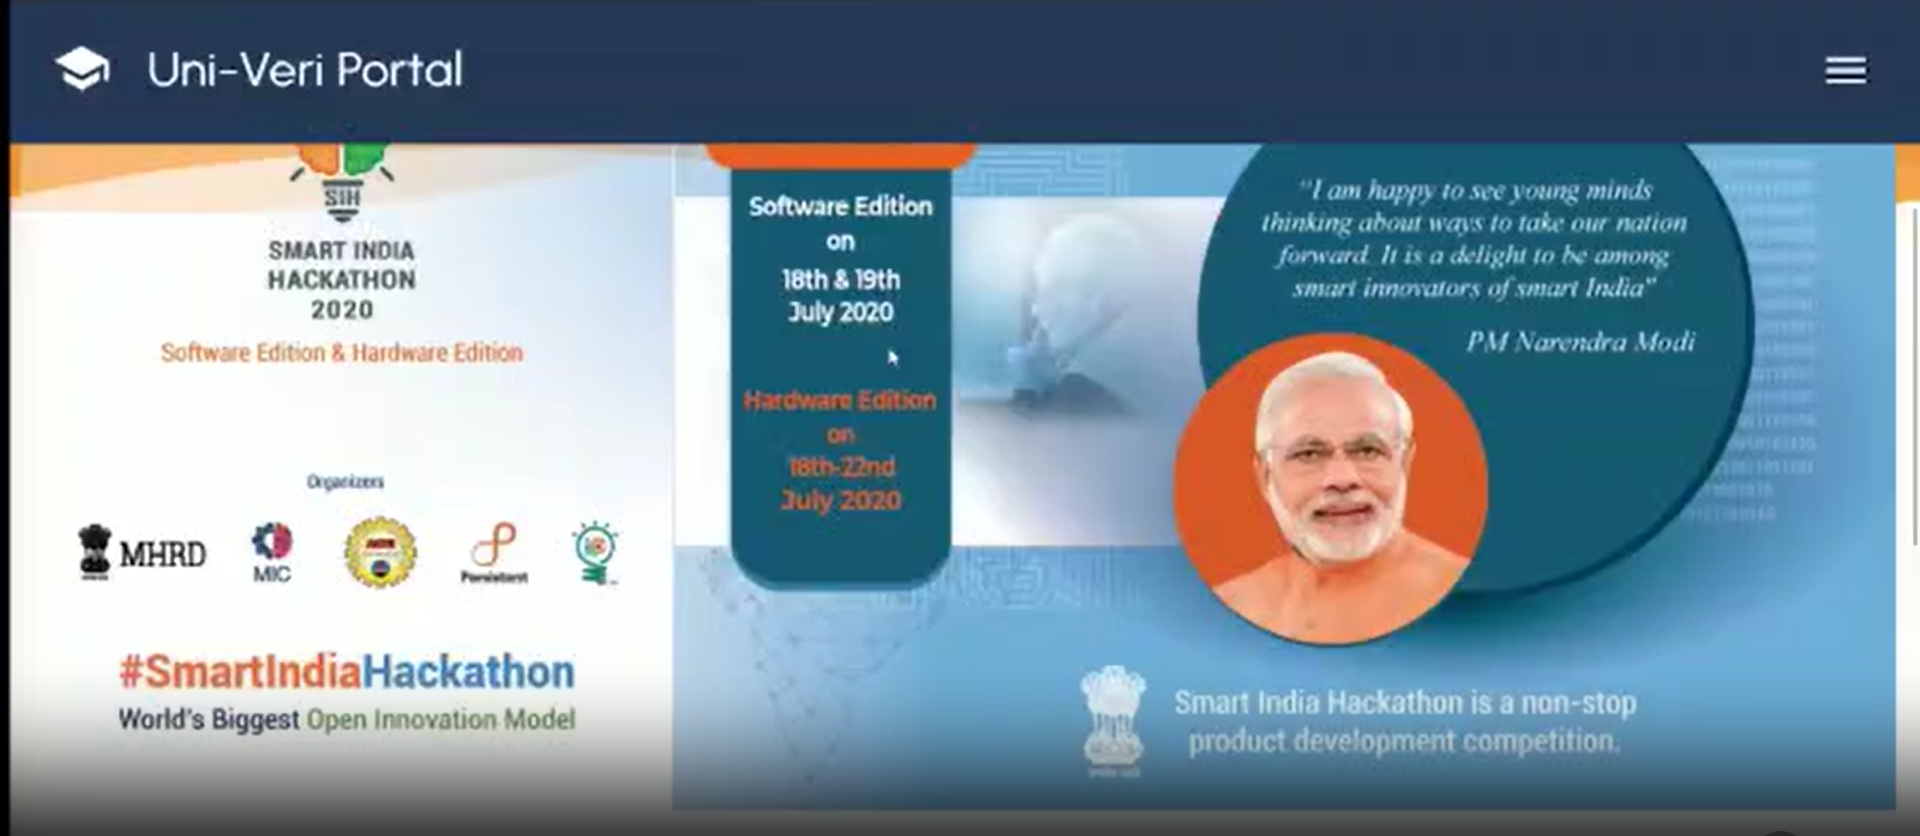 Uni-Veri Portal
SIH
SMART INDIA
HACKATHON
2020
Software Edition & Hardware Edition
Organizers
MHRD
MIC
Persistent
#SmartIndiaHackathon
World's Biggest Open Innovation Model
Software Edition
on
18th & 19th
July 2020
Hardware Edition
on
18th-22nd
July 2020
"I am happy to see young minds
thinking about ways to take our nation
forward. It is a delight to be among
smart innovators of smart India"
PM Narendra Modi
Smart India Hackathon is a non-stop
product development competition.